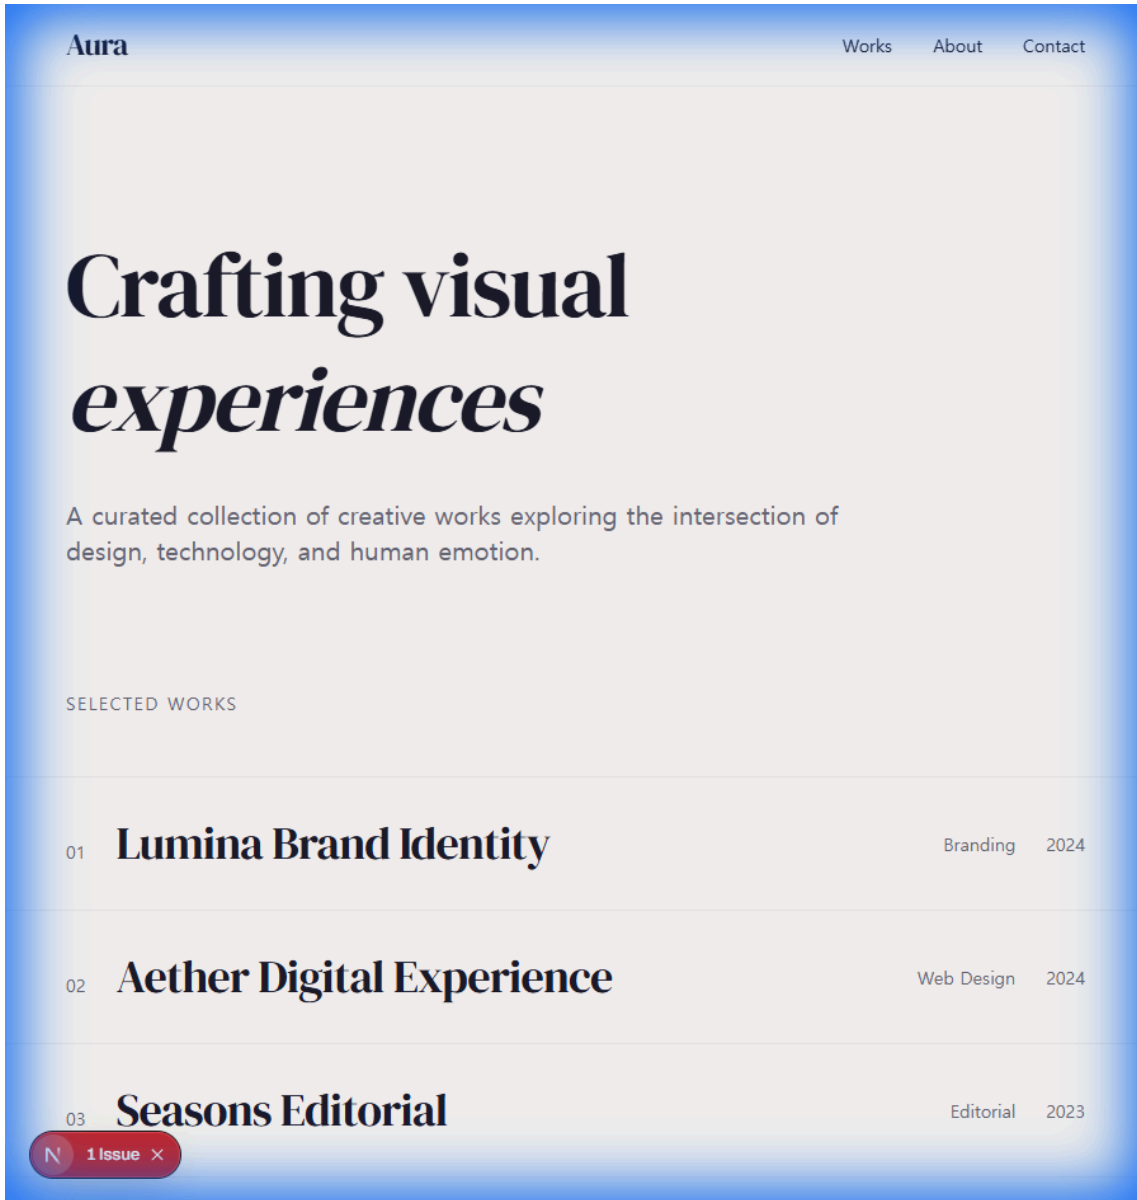 Aura
Works About Contact
Crafting visual
experiences
A curated collection of creative works exploring the intersection of
design, technology, and human emotion.
SELECTED WORKS
01 Lumina Brand Identity Branding 2024
02 Aether Digital Experience Web Design 2024
03 Seasons Editorial Editorial 2023
N 1 Issue ×